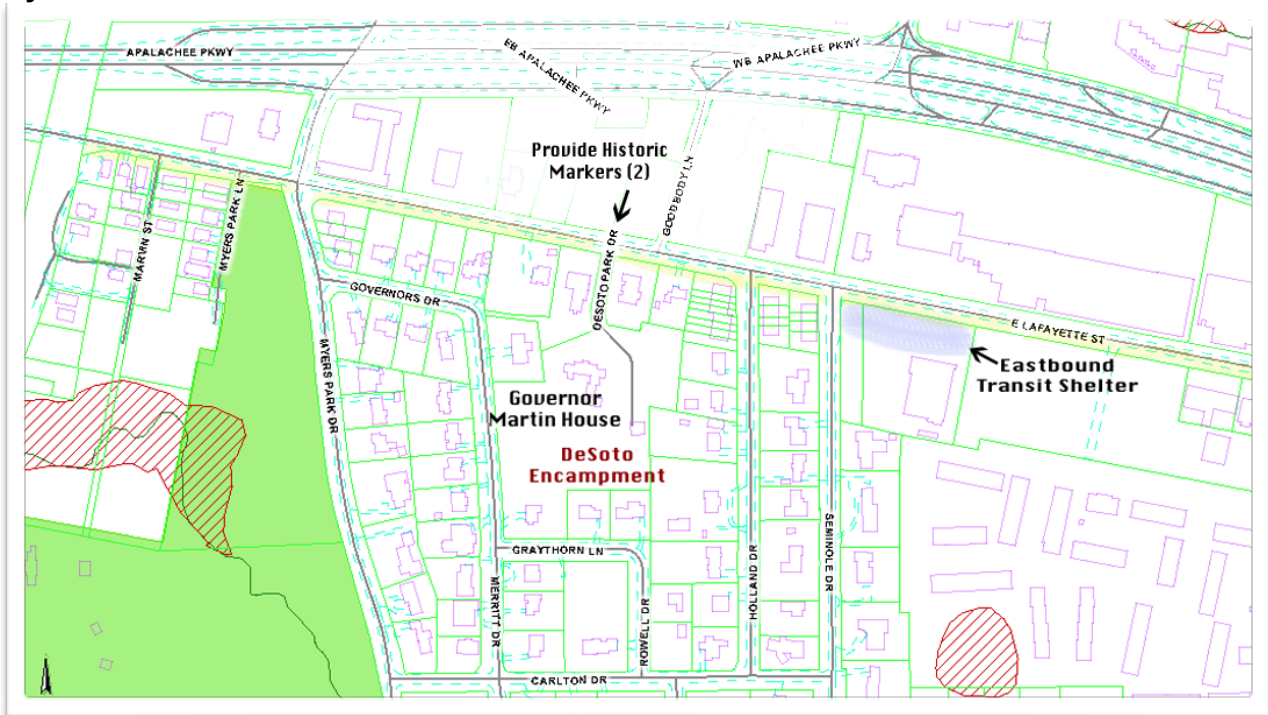 APALACHEE PKWY
EB APALACHEE PKWY
WB APALACHEE PKWY
Provide Historic
Markers (2)
GOODBODY LN
MARVIN ST
MYERS PARK LN
DESOTO PARK DR
GOVERNORS DR
E LAFAYETTE ST
Eastbound
Transit Shelter
MYERS PARK DR
Governor
Martin House
DeSoto
Encampment
SEMINOLE DR
GRAYTHORN LN
HOLLAND DR
MERRITT DR
ROWELL DR
CARLTON DR